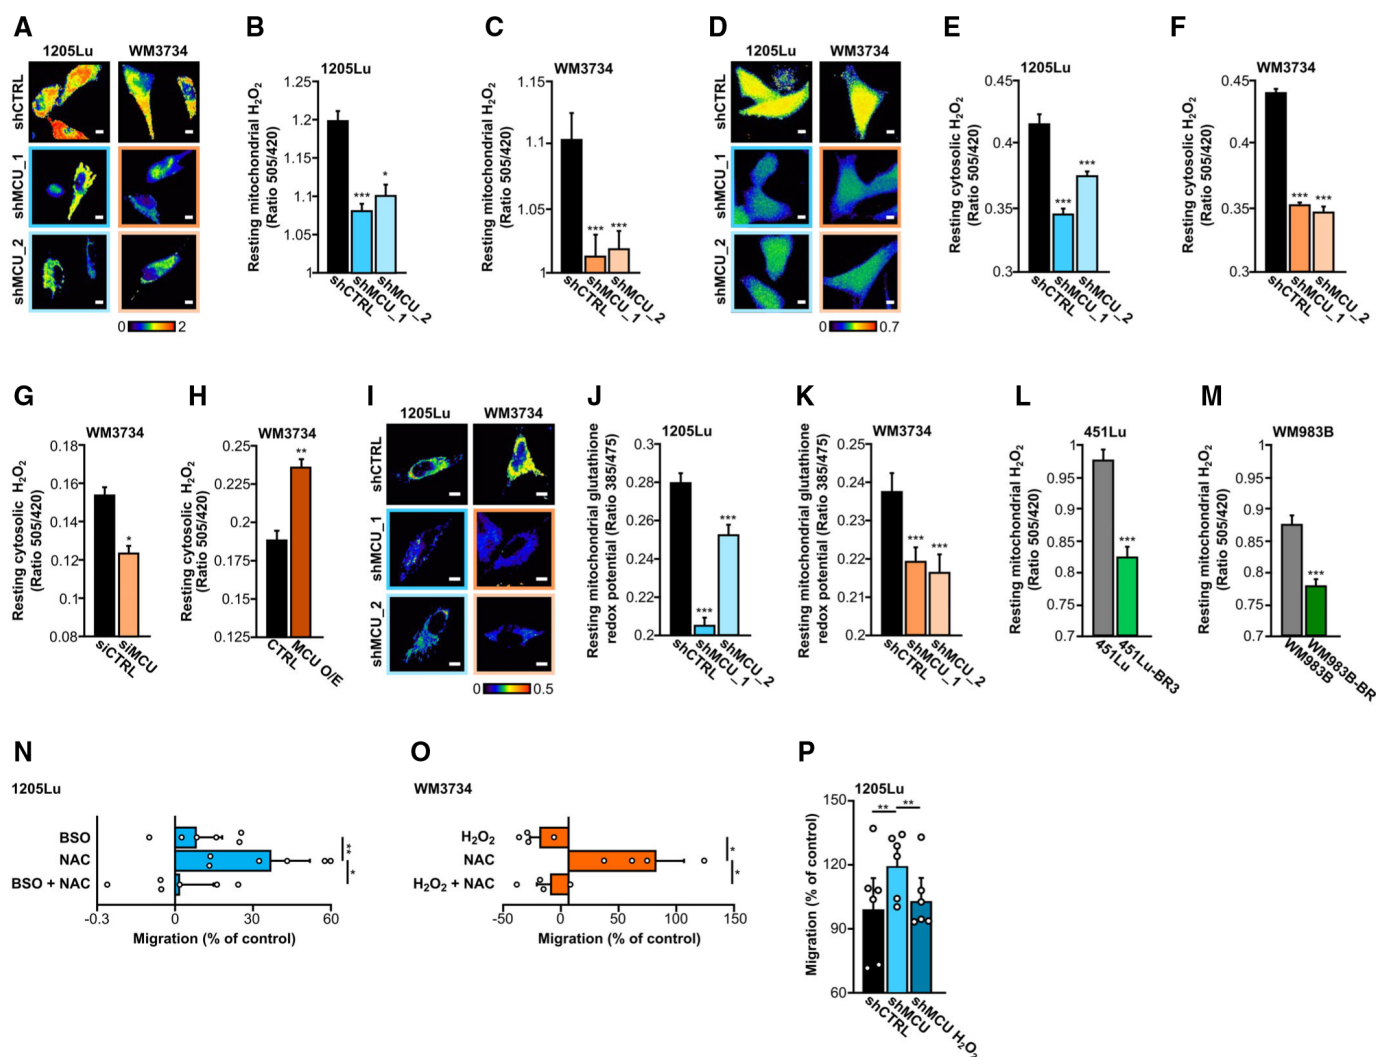 A
1205Lu WM3734
shCTRL
shMCU_1
shMCU_2
0 2
B
1205Lu
Resting mitochondrial H₂O₂
(Ratio 505/420)
1.25
1.2
1.15
1.1
1.05
1
***
*
shCTRL
shMCU_1
shMCU_2
C
WM3734
Resting mitochondrial H₂O₂
(Ratio 505/420)
1.15
1.1
1.05
1
***
***
shCTRL
shMCU_1
shMCU_2
D
1205Lu WM3734
shCTRL
shMCU_1
shMCU_2
0 0.7
E
1205Lu
Resting cytosolic H₂O₂
(Ratio 505/420)
0.45
0.4
0.35
0.3
***
***
shCTRL
shMCU_1
shMCU_2
F
WM3734
Resting cytosolic H₂O₂
(Ratio 505/420)
0.45
0.4
0.35
0.3
***
***
shCTRL
shMCU_1
shMCU_2
G
WM3734
Resting cytosolic H₂O₂
(Ratio 505/420)
0.18
0.16
0.14
0.12
0.1
0.08
*
siCTRL
siMCU
H
WM3734
Resting cytosolic H₂O₂
(Ratio 505/420)
0.25
0.225
0.2
0.175
0.15
0.125
**
CTRL
MCU O/E
I
1205Lu WM3734
shCTRL
shMCU_1
shMCU_2
0 0.5
J
1205Lu
Resting mitochondrial glutathione
redox potential (Ratio 385/475)
0.3
0.28
0.26
0.24
0.22
0.2
***
***
shCTRL
shMCU_1
shMCU_2
K
WM3734
Resting mitochondrial glutathione
redox potential (Ratio 385/475)
0.25
0.24
0.23
0.22
0.21
0.2
***
***
shCTRL
shMCU_1
shMCU_2
L
451Lu
Resting mitochondrial H₂O₂
(Ratio 505/420)
1
0.95
0.9
0.85
0.8
0.75
0.7
***
451Lu
451Lu-BR3
M
WM983B
Resting mitochondrial H₂O₂
(Ratio 505/420)
1
0.95
0.9
0.85
0.8
0.75
0.7
***
WM983B
WM983B-BR
N
1205Lu
BSO
NAC
BSO + NAC
**
*
-0.3 0 30 60
Migration (% of control)
O
WM3734
H₂O₂
NAC
H₂O₂ + NAC
*
*
-50 0 50 100 150
Migration (% of control)
P
1205Lu
Migration (% of control)
150
120
90
60
** **
shCTRL
shMCU
shMCU H₂O₂